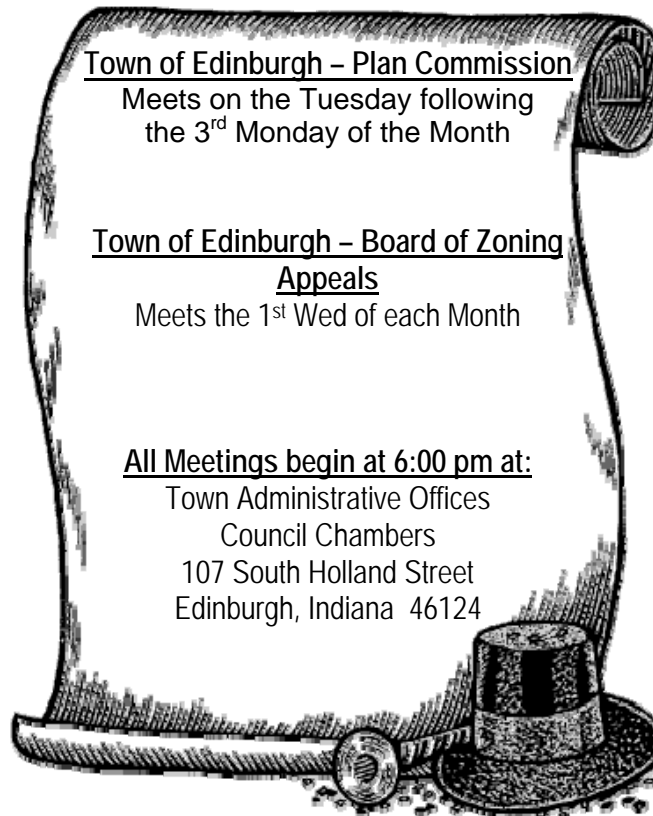 Town of Edinburgh – Plan Commission
Meets on the Tuesday following
the 3rd Monday of the Month
Town of Edinburgh – Board of Zoning
Appeals
Meets the 1st Wed of each Month
All Meetings begin at 6:00 pm at:
Town Administrative Offices
Council Chambers
107 South Holland Street
Edinburgh, Indiana  46124